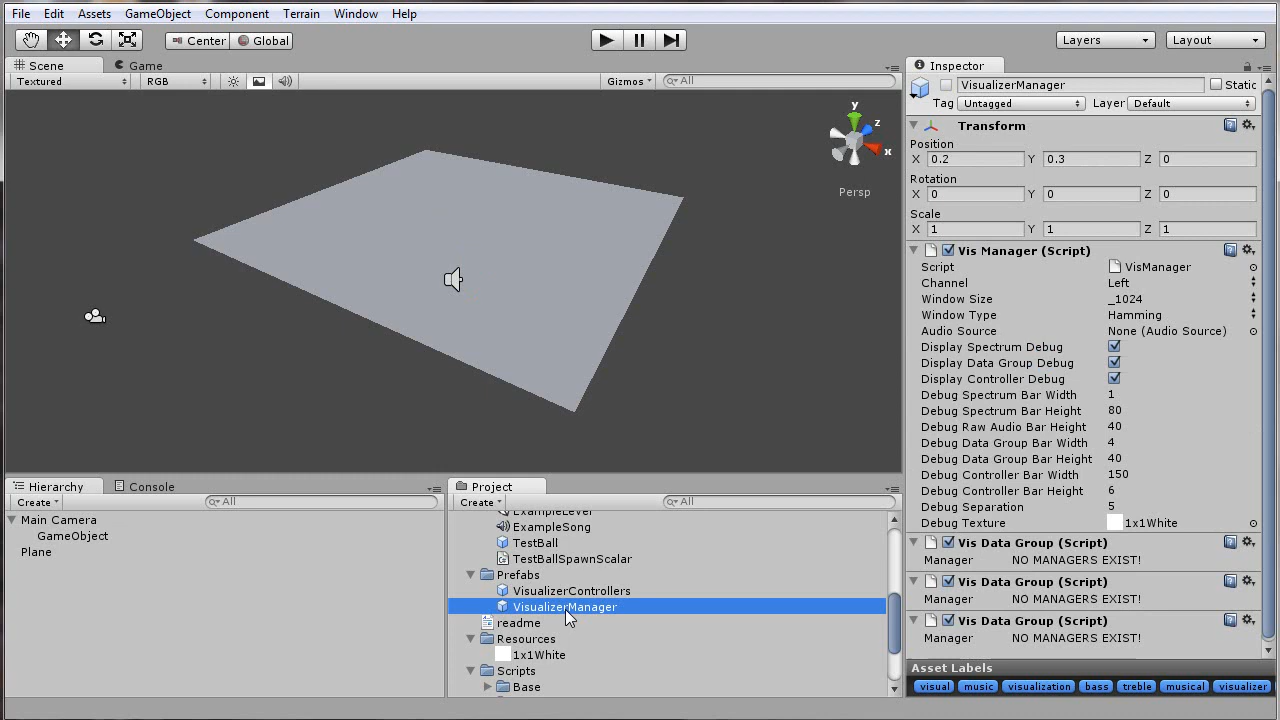 File Edit Assets GameObject Component Terrain Window Help
Center Global Layers Layout
Scene Game
Textured RGB Gizmos All
y
z
x
Persp
Inspector
VisualizerManager Static
Tag Untagged Layer Default
Transform
Position
X 0.2 Y 0.3 Z 0
Rotation
X 0 Y 0 Z 0
Scale
X 1 Y 1 Z 1
Vis Manager (Script)
Script VisManager
Channel Left
Window Size _1024
Window Type Hamming
Audio Source None (Audio Source)
Display Spectrum Debug
Display Data Group Debug
Display Controller Debug
Debug Spectrum Bar Width 1
Debug Spectrum Bar Height 80
Debug Raw Audio Bar Height 40
Debug Data Group Bar Width 4
Debug Data Group Bar Height 40
Debug Controller Bar Width 150
Debug Controller Bar Height 6
Debug Separation 5
Debug Texture 1x1White
Vis Data Group (Script)
Manager NO MANAGERS EXIST!
Vis Data Group (Script)
Manager NO MANAGERS EXIST!
Vis Data Group (Script)
Manager NO MANAGERS EXIST!
Asset Labels
visual music visualization bass treble musical visualizer
Hierarchy Console
Create All
Main Camera
GameObject
Plane
Project
Create All
ExampleLevel
ExampleSong
TestBall
TestBallSpawnScalar
Prefabs
VisualizerControllers
VisualizerManager
readme
Resources
1x1White
Scripts
Base